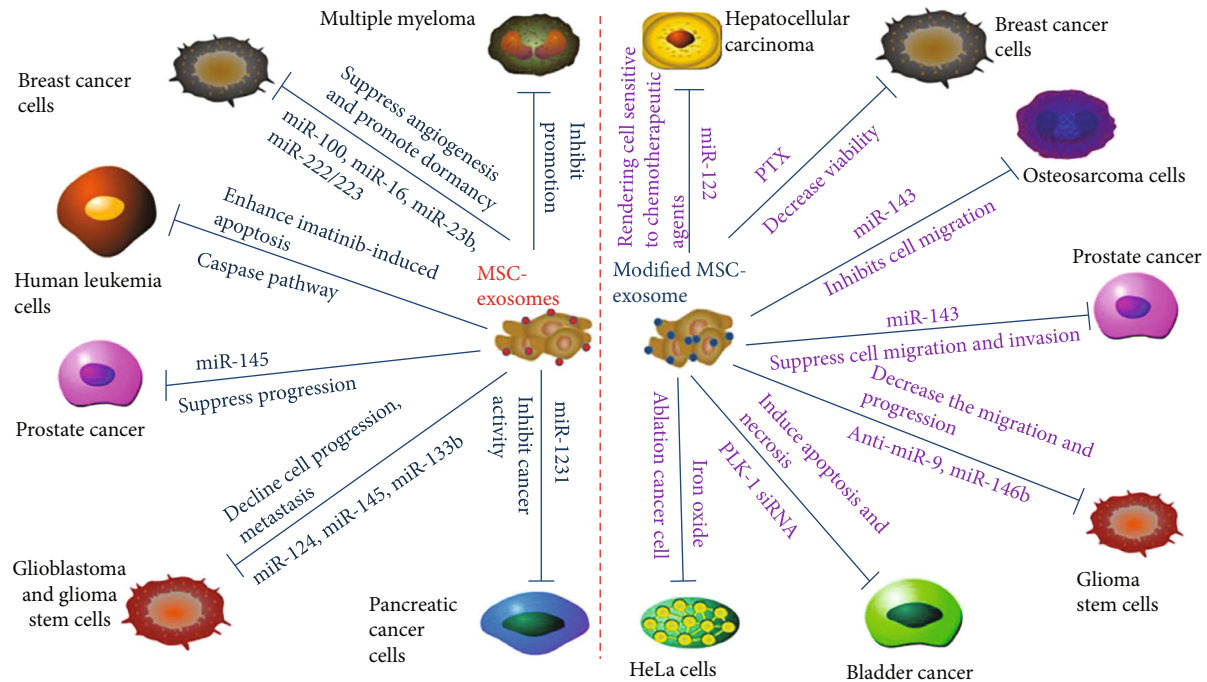 Multiple myeloma
Breast cancer
cells
Suppress angiogenesis
and promote dormancy
miR-100, miR-16, miR-23b,
miR-222/223
Inhibit
promotion
Human leukemia
cells
Enhance imatinib-induced
apoptosis
Caspase pathway
MSC-
exosomes
Prostate cancer
miR-145
Suppress progression
Glioblastoma
and glioma
stem cells
Decline cell progression,
metastasis
miR-124, miR-145, miR-133b
Pancreatic
cancer
cells
miR-1231
Inhibit cancer
activity
Hepatocellular
carcinoma
Rendering cell sensitive
to chemotherapeutic
agents
miR-122
Breast cancer
cells
PTX
Decrease viability
Osteosarcoma cells
miR-143
Inhibits cell migration
Modified MSC-
exosome
Prostate cancer
miR-143
Suppress cell migration and invasion
Decrease the migration and
progression
Anti-miR-9, miR-146b
Glioma
stem cells
Induce apoptosis and
necrosis
PLK-1 siRNA
Bladder cancer
Iron oxide
Ablation cancer cell
HeLa cells